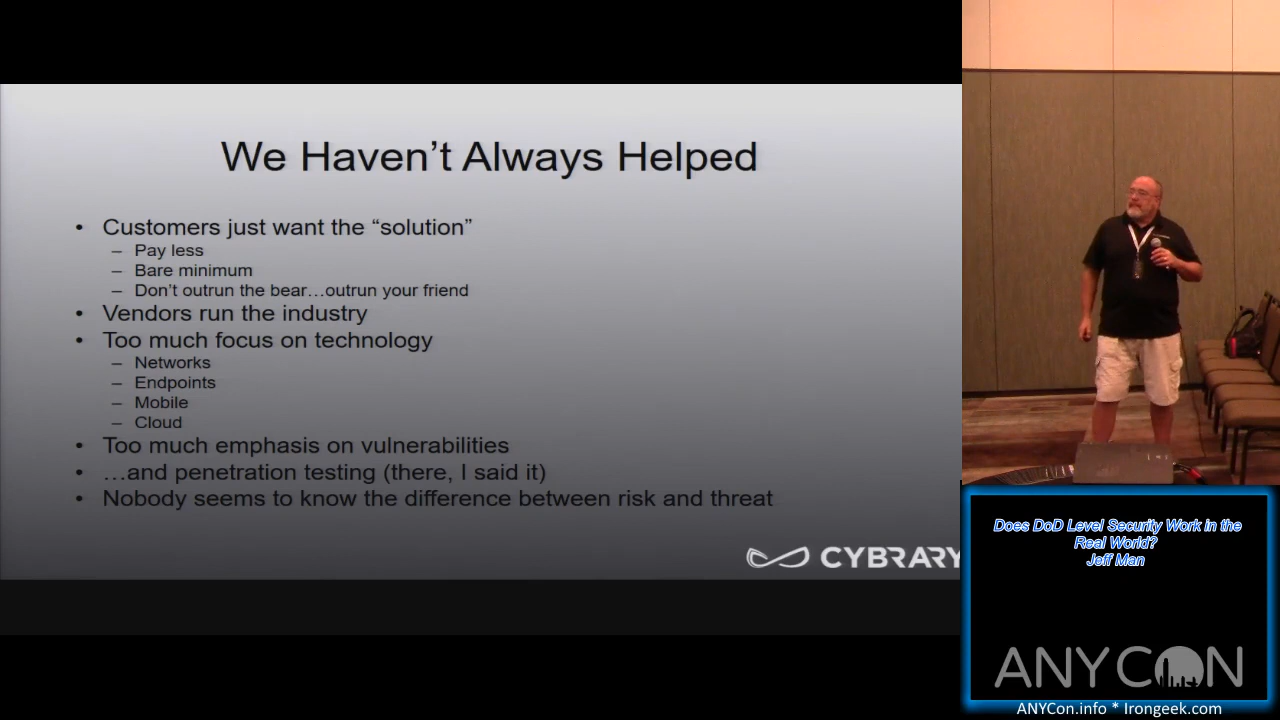 We Haven’t Always Helped
• Customers just want the “solution”
– Pay less
– Bare minimum
– Don’t outrun the bear…outrun your friend
• Vendors run the industry
• Too much focus on technology
– Networks
– Endpoints
– Mobile
– Cloud
• Too much emphasis on vulnerabilities
• …and penetration testing (there, I said it)
• Nobody seems to know the difference between risk and threat
CYBRARY
Does DoD Level Security Work in the
Real World?
Jeff Man
ANYCON
ANYCon.info * Irongeek.com